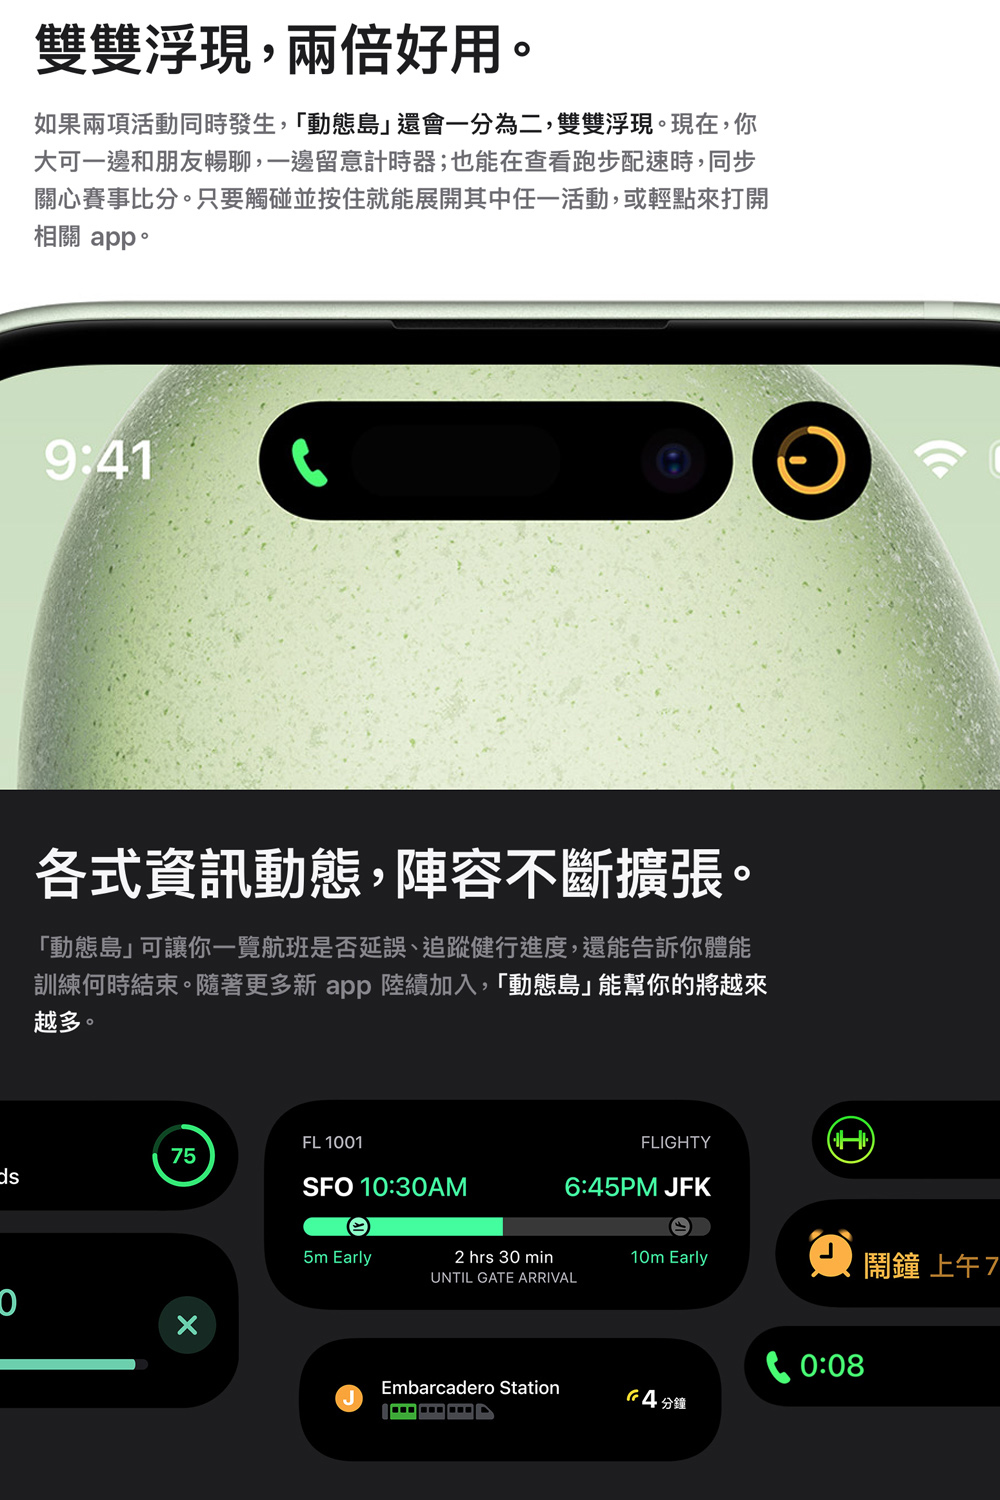 雙雙浮現，兩倍好用。
如果兩項活動同時發生，「動態島」還會一分為二，雙雙浮現。現在，你
大可一邊和朋友暢聊，一邊留意計時器；也能在查看跑步配速時，同步
關心賽事比分。只要觸碰並按住就能展開其中任一活動，或輕點來打開
相關 app。
9:41
各式資訊動態，陣容不斷擴張。
「動態島」可讓你一覽航班是否延誤、追蹤健行進度，還能告訴你體能
訓練何時結束。隨著更多新 app 陸續加入，「動態島」能幫你的將越來
越多。
ds
75
FL 1001
FLIGHTY
SFO 10:30AM
6:45PM JFK
5m Early
2 hrs 30 min
10m Early
UNTIL GATE ARRIVAL
鬧鐘 上午 7
0
J
Embarcadero Station
4 分鐘
0:08